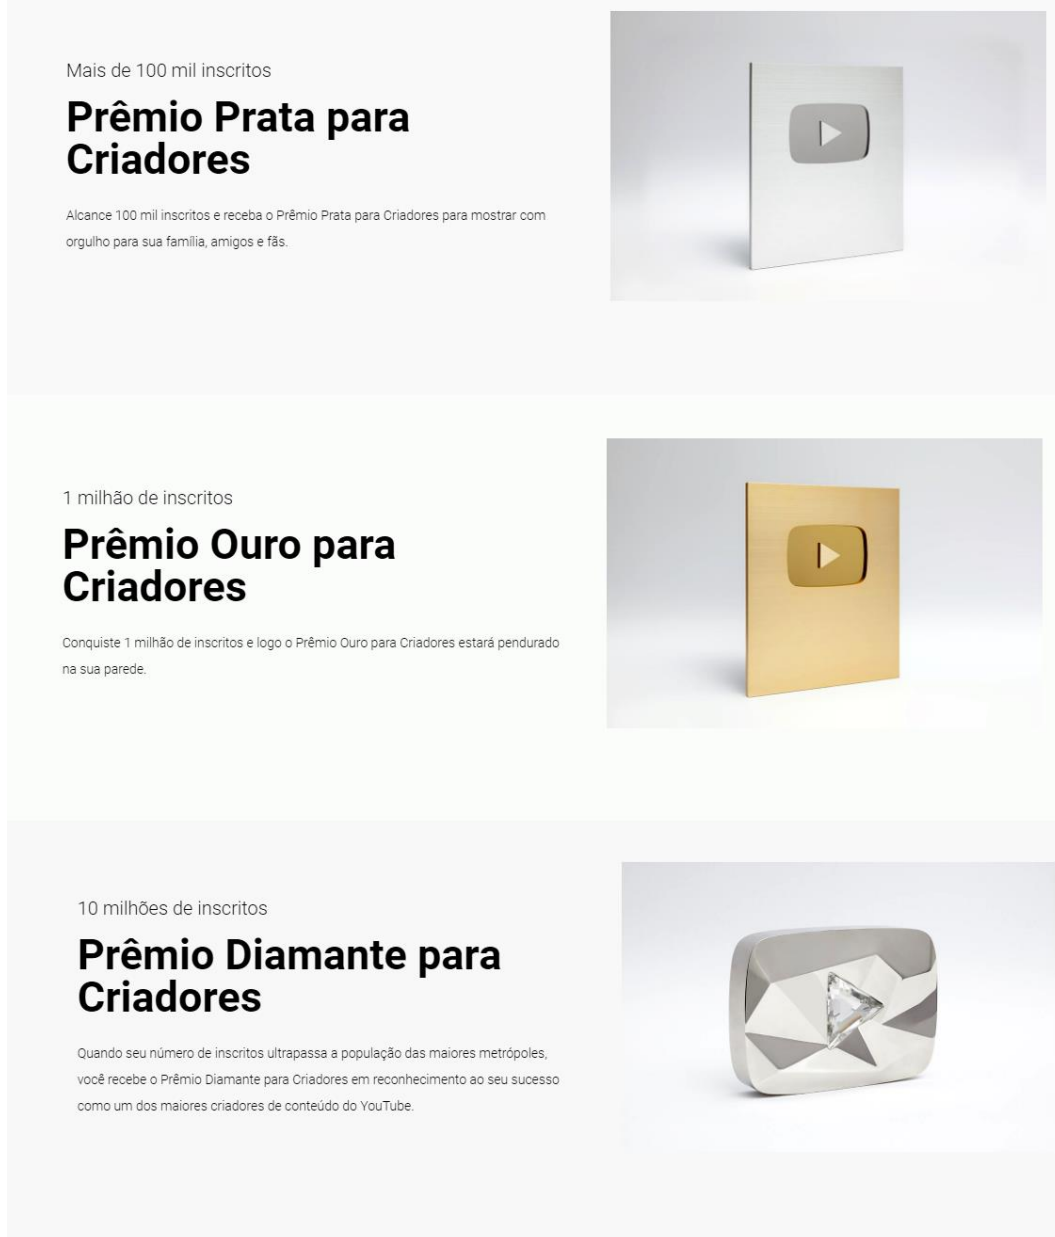 Mais de 100 mil inscritos
Prêmio Prata para
Criadores
Alcance 100 mil inscritos e receba o Prêmio Prata para Criadores para mostrar com
orgulho para sua família, amigos e fãs.
1 milhão de inscritos
Prêmio Ouro para
Criadores
Conquiste 1 milhão de inscritos e logo o Prêmio Ouro para Criadores estará pendurado
na sua parede.
10 milhões de inscritos
Prêmio Diamante para
Criadores
Quando seu número de inscritos ultrapassa a população das maiores metrópoles,
você recebe o Prêmio Diamante para Criadores em reconhecimento ao seu sucesso
como um dos maiores criadores de conteúdo do YouTube.